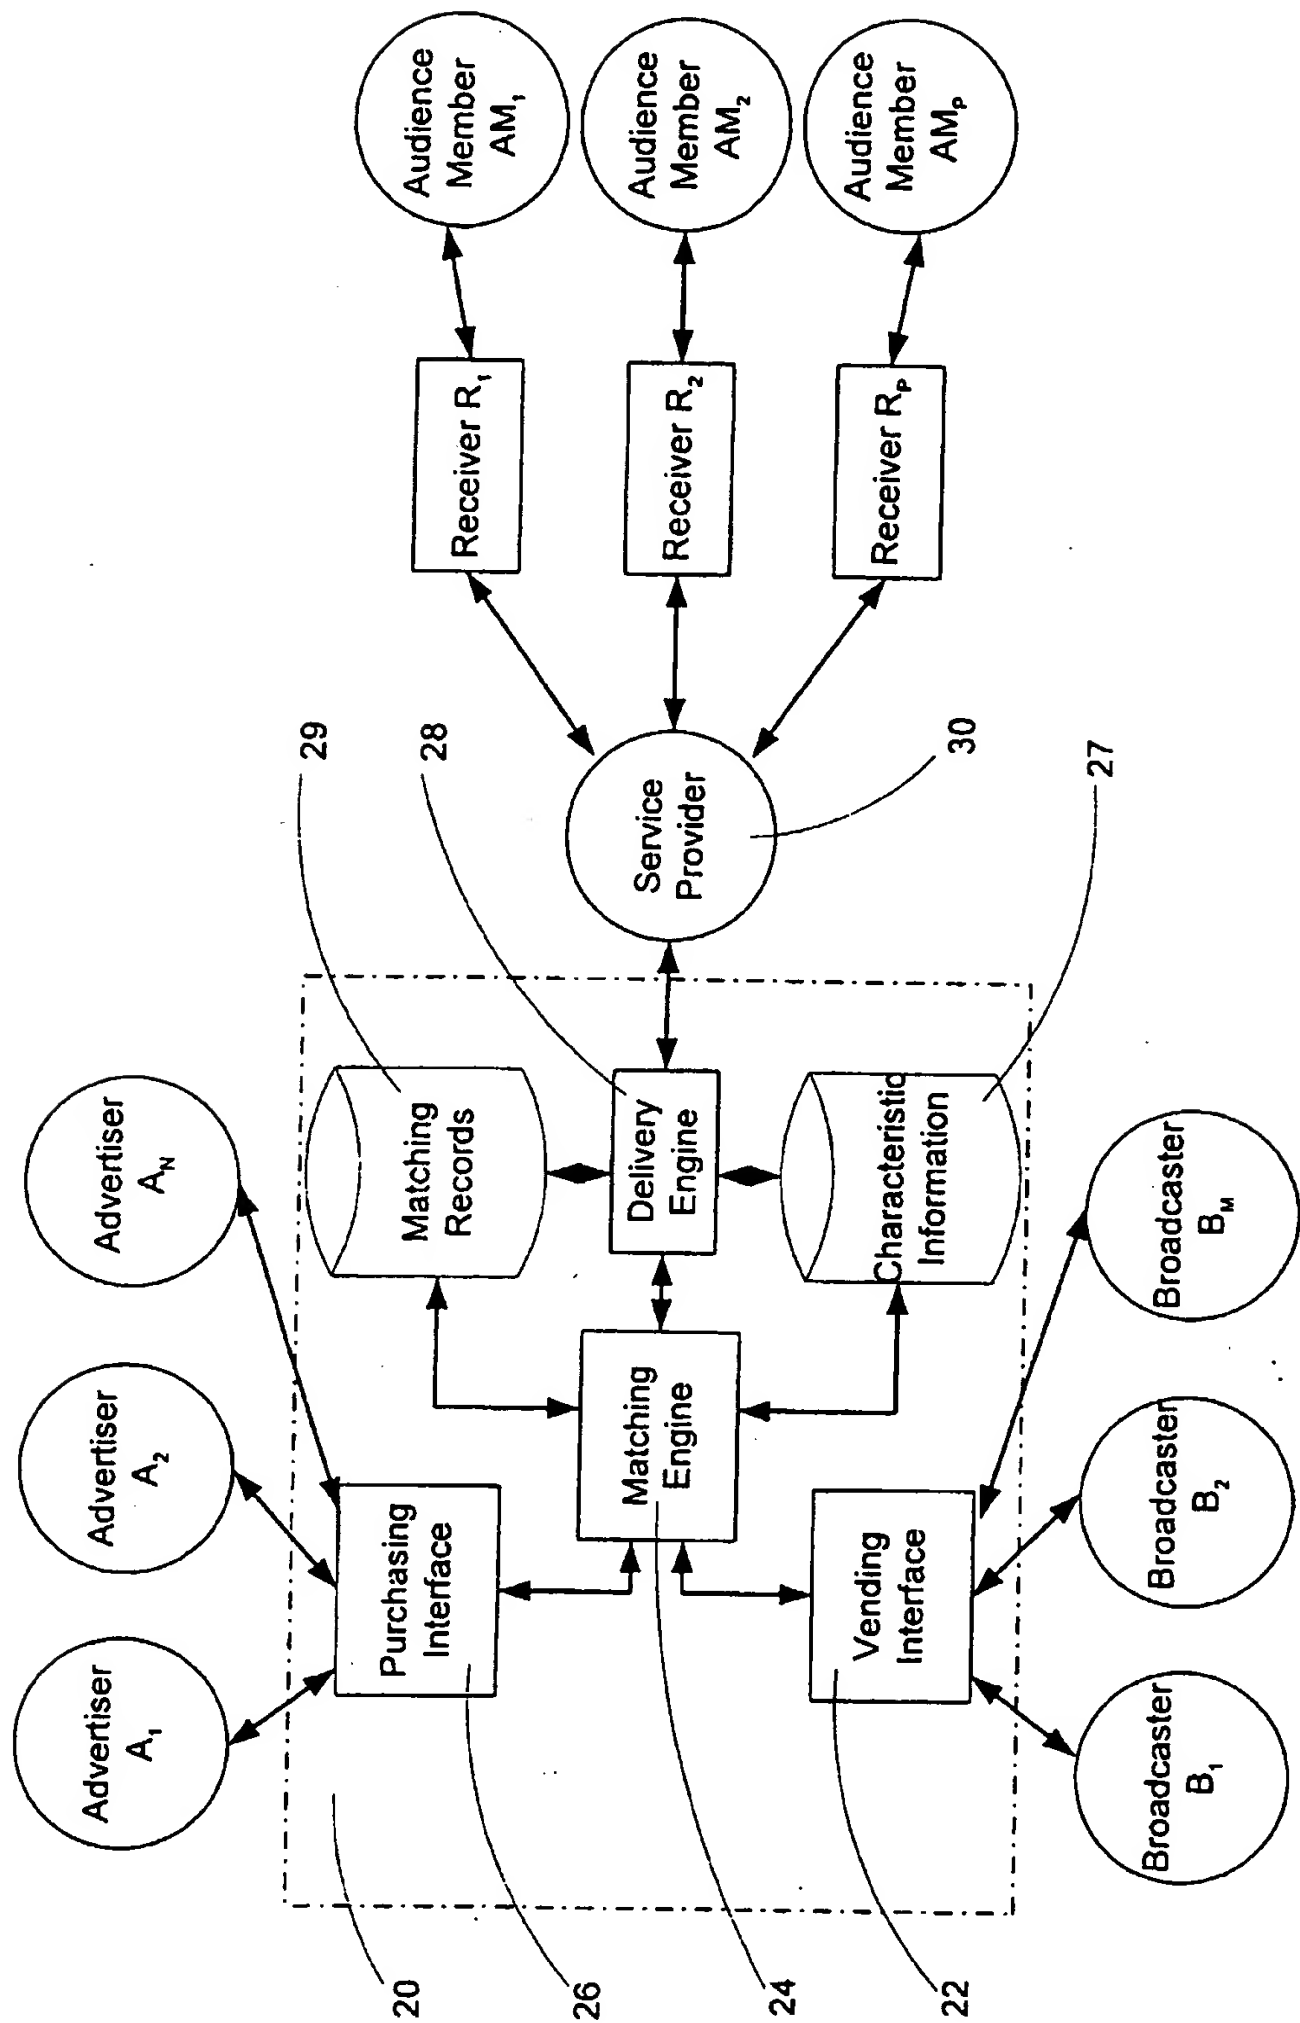 Advertiser
A1
Advertiser
A2
Advertiser
AN
20
26
24
22
Purchasing
Interface
Matching
Engine
Vending
Interface
Matching
Records
Delivery
Engine
Characteristic
Information
29
28
30
27
Broadcaster
B1
Broadcaster
B2
Broadcaster
BM
Service
Provider
Receiver R1
Receiver R2
Receiver RP
Audience
Member
AM1
Audience
Member
AM2
Audience
Member
AMP